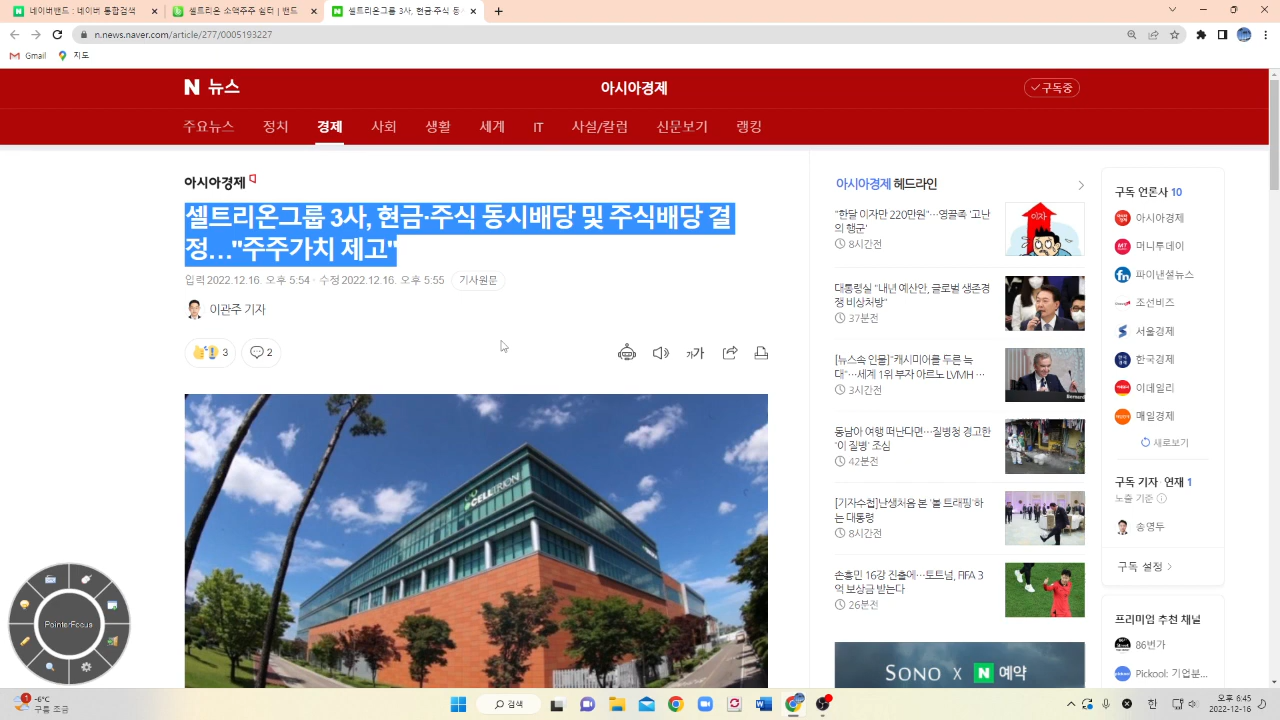 네이버밴드 - 네이버 통합검색
셀트리온 소액주주 쉴더스 | 밴드
셀트리온그룹 3사, 현금·주식 동
n.news.naver.com/article/277/0005193227
Gmail
지도
N 뉴스
아시아경제
구독중
주요뉴스
정치
경제
사회
생활
세계
IT
사설/칼럼
신문보기
랭킹
아시아경제
셀트리온그룹 3사, 현금·주식 동시배당 및 주식배당 결
정…"주주가치 제고"
입력 2022.12.16. 오후 5:54 · 수정 2022.12.16. 오후 5:55
기사원문
이관주 기자
3
2
가가
CELLTRION
아시아경제 헤드라인
"한달 이자만 220만원"…영끌족 '고난
의 행군'
8시간전
이자
대통령실 "내년 예산안, 글로벌 생존경
쟁 비상처방"
37분전
[뉴스속 인물]"캐시미어를 두른 늑
대"…세계 1위 부자 아르노 LVMH …
3시간전
Bernard
동남아 여행 떠난다면…질병청 경고한
'이 질병' 조심
42분전
[기자수첩]난생처음 본 '볼 트래핑'하
는 대통령
8시간전
손흥민 16강 진출에…토트넘, FIFA 3
억 보상금 받는다
26분전
SONO X N 예약
구독 언론사 10
아시아경제
머니투데이
파이낸셜뉴스
조선비즈
서울경제
한국경제
이데일리
매일경제
새로보기
구독 기자·연재 1
노출 기준
송영두
구독 설정
프리미엄 추천 채널
86번가
Pickool: 기업분...
PointerFocus
1
-6°C
구름 조금
검색
한
오후 6:45
2022-12-16